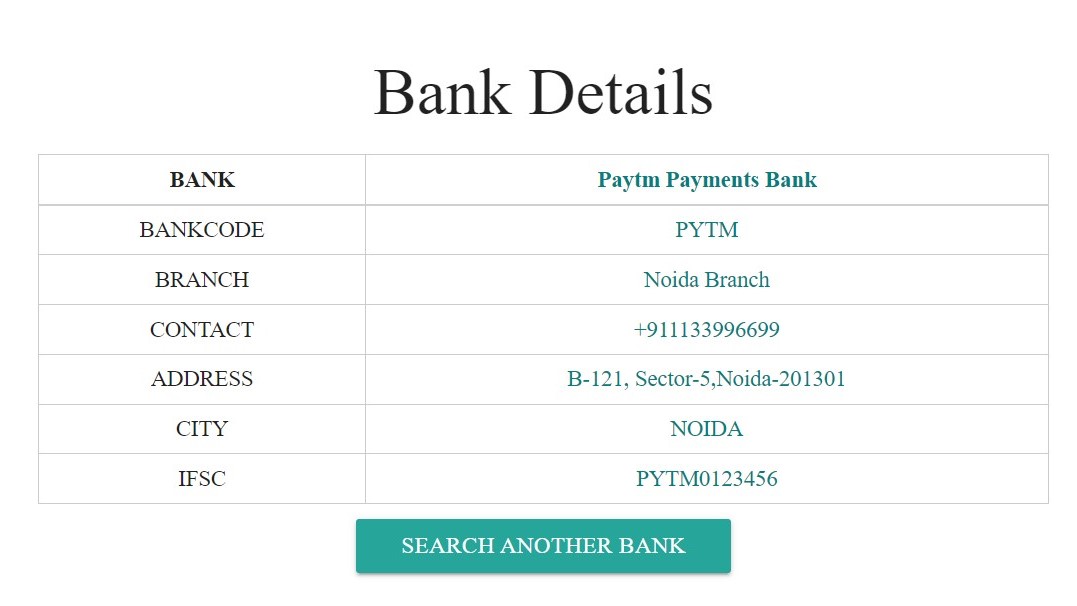 Bank Details
BANK Paytm Payments Bank
BANKCODE PYTM
BRANCH Noida Branch
CONTACT +911133996699
ADDRESS B-121, Sector-5,Noida-201301
CITY NOIDA
IFSC PYTM0123456
SEARCH ANOTHER BANK